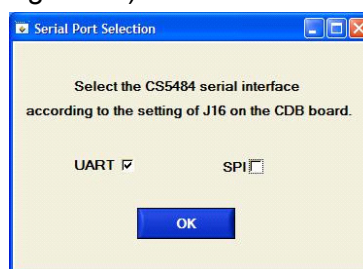 Serial Port Selection
Select the CS5484 serial interface
according to the setting of J16 on the CDB board.
UART SPI
OK